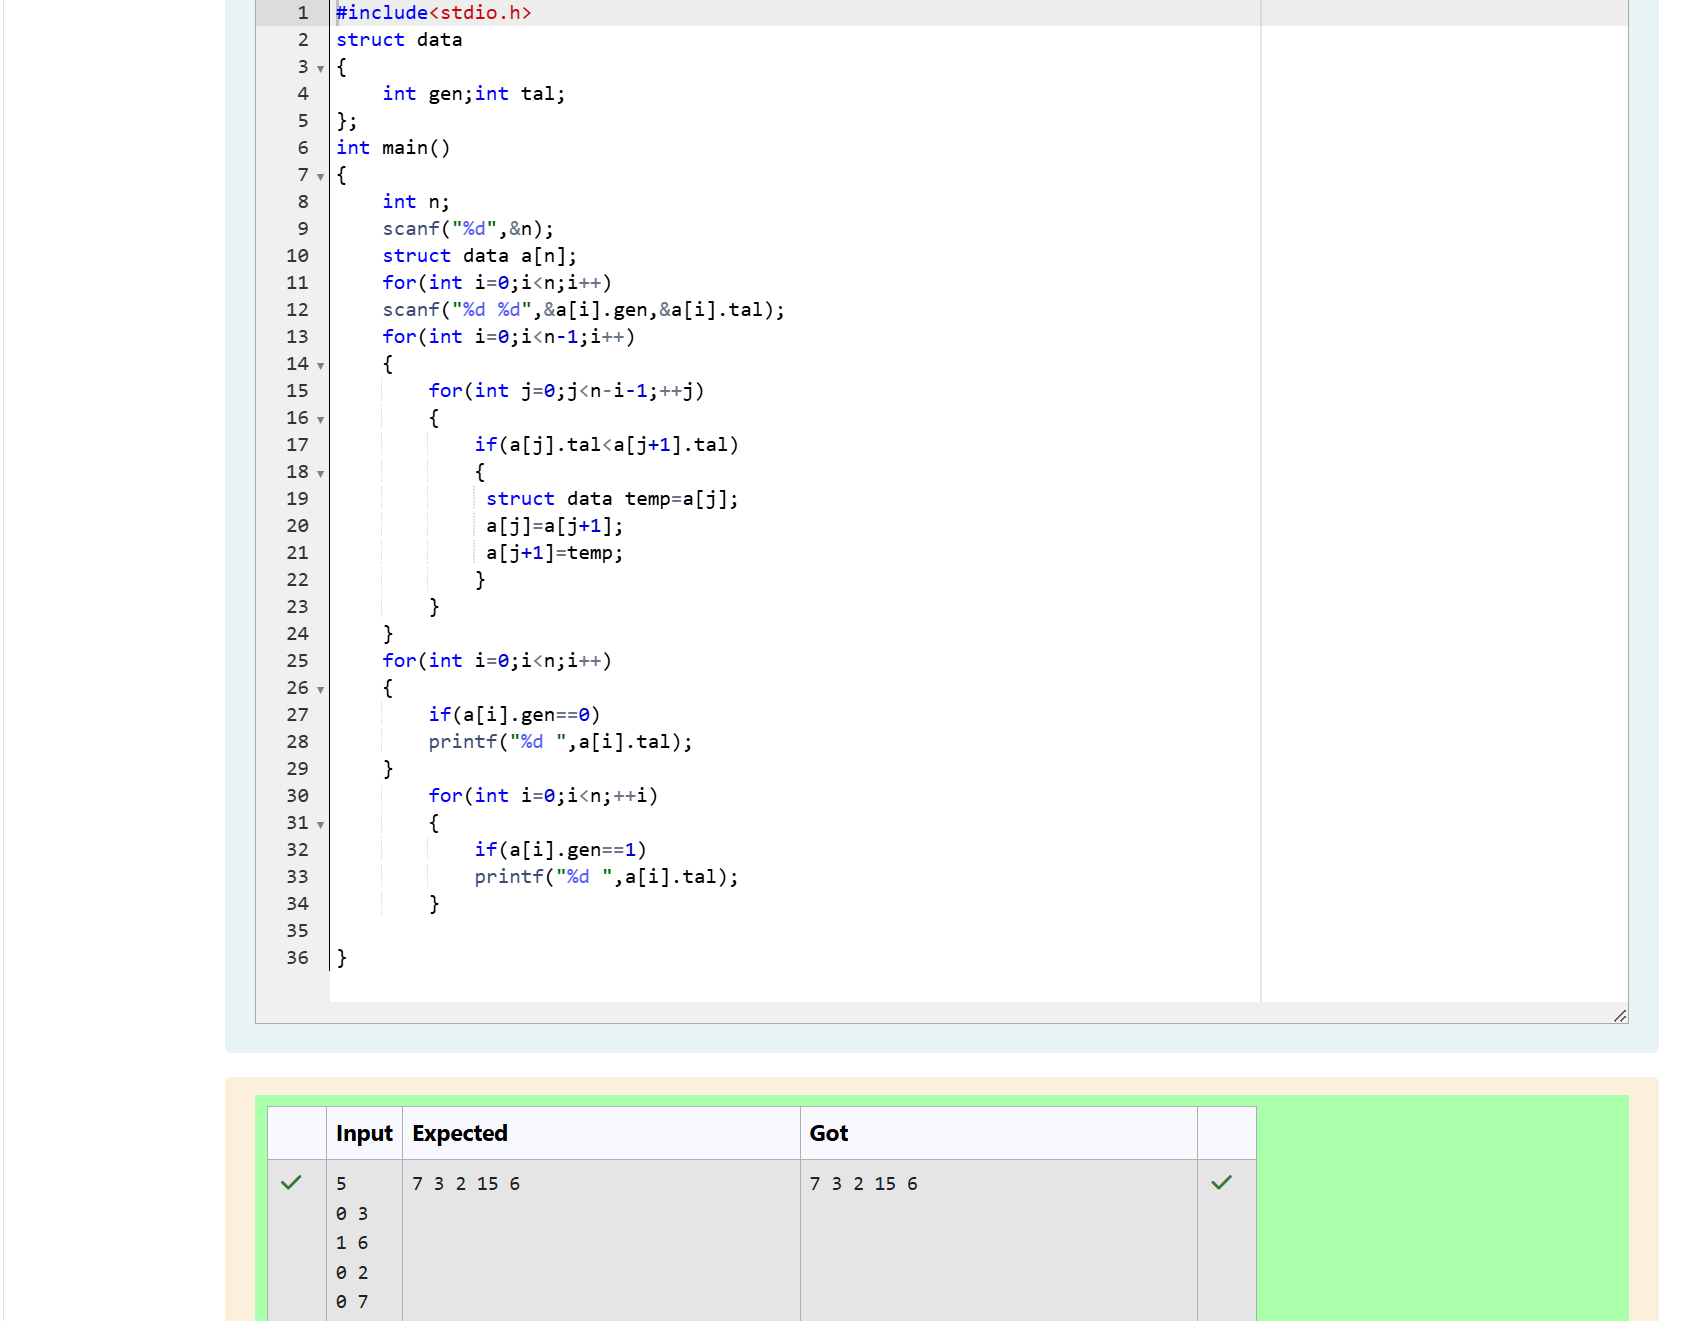 1 #include<stdio.h>
2 struct data
3 {
4     int gen;int tal;
5 };
6 int main()
7 {
8     int n;
9     scanf("%d",&n);
10     struct data a[n];
11     for(int i=0;i<n;i++)
12     scanf("%d %d",&a[i].gen,&a[i].tal);
13     for(int i=0;i<n-1;i++)
14     {
15         for(int j=0;j<n-i-1;++j)
16         {
17             if(a[j].tal<a[j+1].tal)
18             {
19              struct data temp=a[j];
20              a[j]=a[j+1];
21              a[j+1]=temp;
22             }
23         }
24     }
25     for(int i=0;i<n;i++)
26     {
27         if(a[i].gen==0)
28         printf("%d ",a[i].tal);
29     }
30         for(int i=0;i<n;++i)
31         {
32             if(a[i].gen==1)
33             printf("%d ",a[i].tal);
34         }
35
36 }
Input Expected Got
5 7 3 2 15 6 7 3 2 15 6
0 3
1 6
0 2
0 7